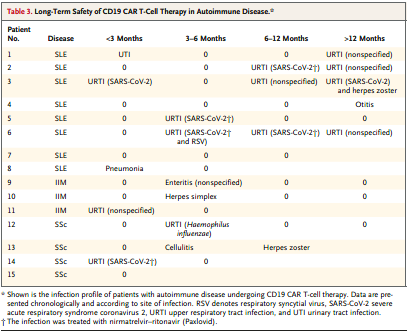 Table 3. Long-Term Safety of CD19 CAR T-Cell Therapy in Autoimmune Disease.*
Patient
No. Disease <3 Months 3–6 Months 6–12 Months >12 Months
1 SLE UTI 0 0 URTI (nonspecified)
2 SLE 0 0 URTI (SARS-CoV-2†) URTI (nonspecified)
3 SLE URTI (SARS-CoV-2) 0 URTI (nonspecified) URTI (SARS-CoV-2)
and herpes zoster
4 SLE 0 0 0 Otitis
5 SLE 0 URTI (SARS-CoV-2†) 0 0
6 SLE 0 URTI (SARS-CoV-2† URTI (SARS-CoV-2†) URTI (nonspecified)
and RSV)
7 SLE 0 0 0
8 SLE Pneumonia 0
9 IIM 0 Enteritis (nonspecified) 0 0
10 IIM 0 Herpes simplex 0 0
11 IIM URTI (nonspecified) 0
12 SSc 0 URTI (Haemophilus 0 0
influenzae)
13 SSc 0 Cellulitis Herpes zoster
14 SSc URTI (SARS-CoV-2†) 0 0
15 SSc 0 0
* Shown is the infection profile of patients with autoimmune disease undergoing CD19 CAR T-cell therapy. Data are pre-
sented chronologically and according to site of infection. RSV denotes respiratory syncytial virus, SARS-CoV-2 severe
acute respiratory syndrome coronavirus 2, URTI upper respiratory tract infection, and UTI urinary tract infection.
† The infection was treated with nirmatrelvir–ritonavir (Paxlovid).